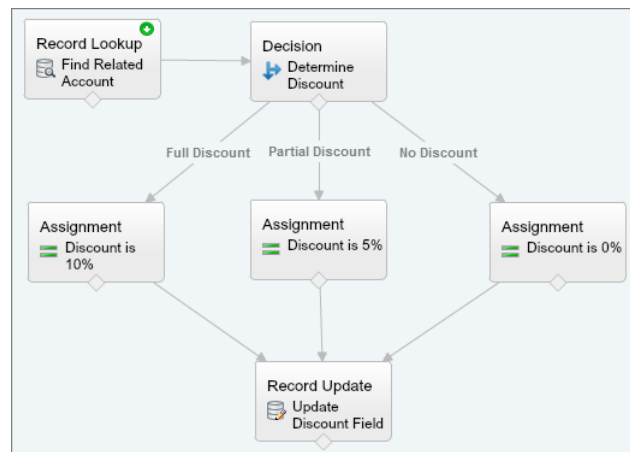 Record Lookup
Find Related
Account
Decision
Determine
Discount
Full Discount
Partial Discount
No Discount
Assignment
Discount is
10%
Assignment
Discount is 5%
Assignment
Discount is 0%
Record Update
Update
Discount Field